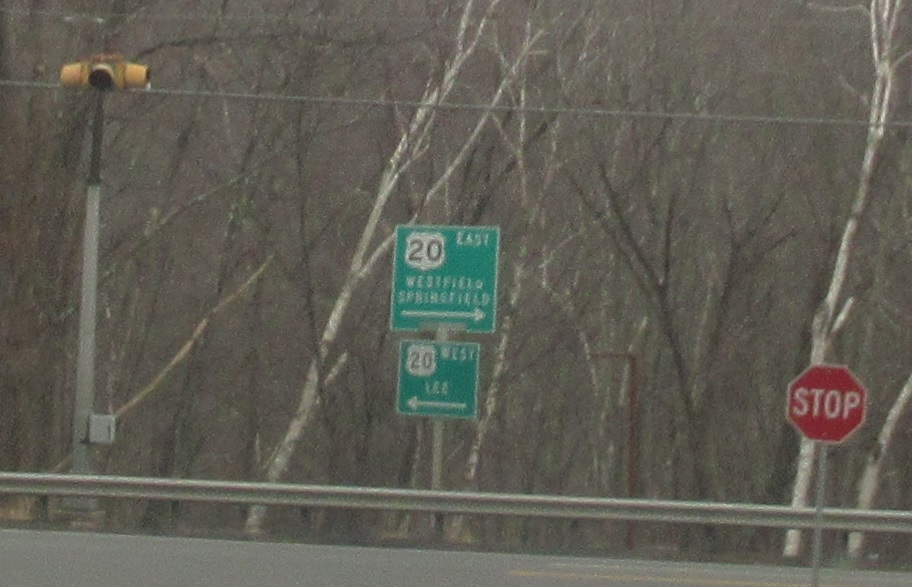 20 EAST
WESTFIELD
SPRINGFIELD
20 WEST
LEE
STOP